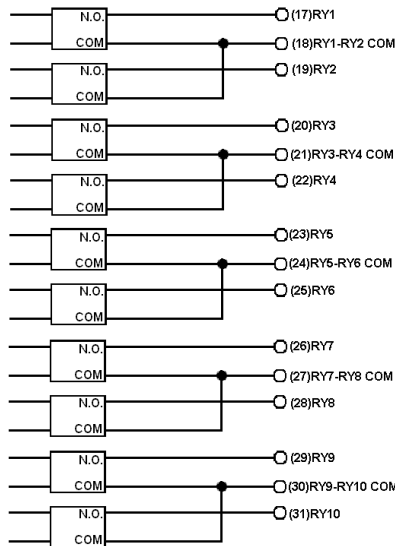 N.O. (17)RY1
COM (18)RY1-RY2 COM
N.O. (19)RY2
COM
N.O. (20)RY3
COM (21)RY3-RY4 COM
N.O. (22)RY4
COM
N.O. (23)RY5
COM (24)RY5-RY6 COM
N.O. (25)RY6
COM
N.O. (26)RY7
COM (27)RY7-RY8 COM
N.O. (28)RY8
COM
N.O. (29)RY9
COM (30)RY9-RY10 COM
N.O. (31)RY10
COM